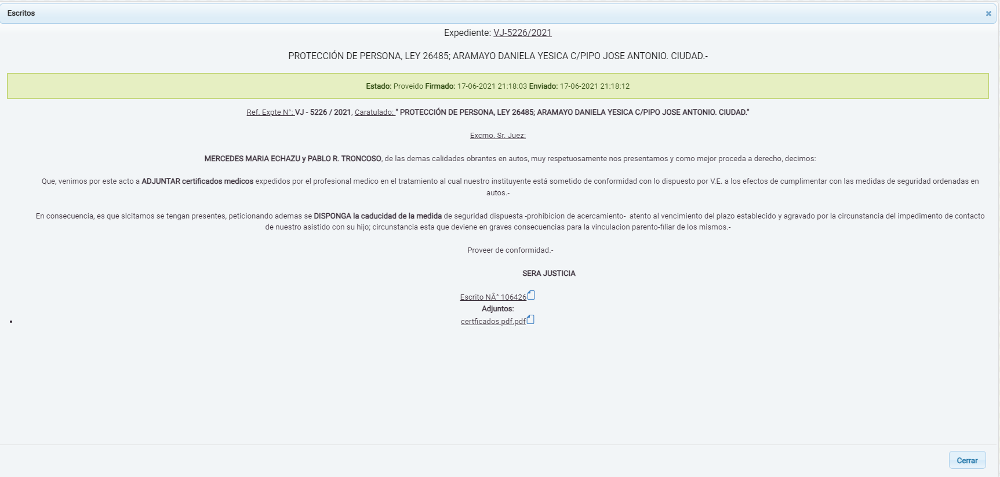 Escritos
Expediente: VJ-5226/2021
PROTECCIÓN DE PERSONA, LEY 26485; ARAMAYO DANIELA YESICA C/PIPO JOSE ANTONIO. CIUDAD.-
Estado: Proveido Firmado: 17-06-2021 21:18:03 Enviado: 17-06-2021 21:18:12
Ref. Expte N°: VJ - 5226 / 2021, Caratulado: " PROTECCIÓN DE PERSONA, LEY 26485; ARAMAYO DANIELA YESICA C/PIPO JOSE ANTONIO. CIUDAD."
Excmo. Sr. Juez:
MERCEDES MARIA ECHAZU y PABLO R. TRONCOSO, de las demas calidades obrantes en autos, muy respetuosamente nos presentamos y como mejor proceda a derecho, decimos:
Que, venimos por este acto a ADJUNTAR certificados medicos expedidos por el profesional medico en el tratamiento al cual nuestro instituyente está sometido de conformidad con lo dispuesto por V.E. a los efectos de cumplimentar con las medidas de seguridad ordenadas en
autos.-
En consecuencia, es que slcitamos se tengan presentes, peticionando ademas se DISPONGA la caducidad de la medida de seguridad dispuesta -prohibicion de acercamiento- atento al vencimiento del plazo establecido y agravado por la circunstancia del impedimento de contacto
de nuestro asistido con su hijo; circunstancia esta que deviene en graves consecuencias para la vinculacion parento-filiar de los mismos.-
Proveer de conformidad.-
SERA JUSTICIA
Escrito NÂ° 106426
Adjuntos:
certficados pdf.pdf
Cerrar